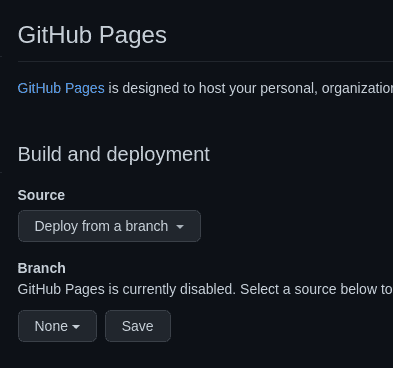 GitHub Pages
GitHub Pages is designed to host your personal,
Build and deployment
Source
Deploy from a branch
Branch
GitHub Pages is currently disabled. Select a source below to
None
Save